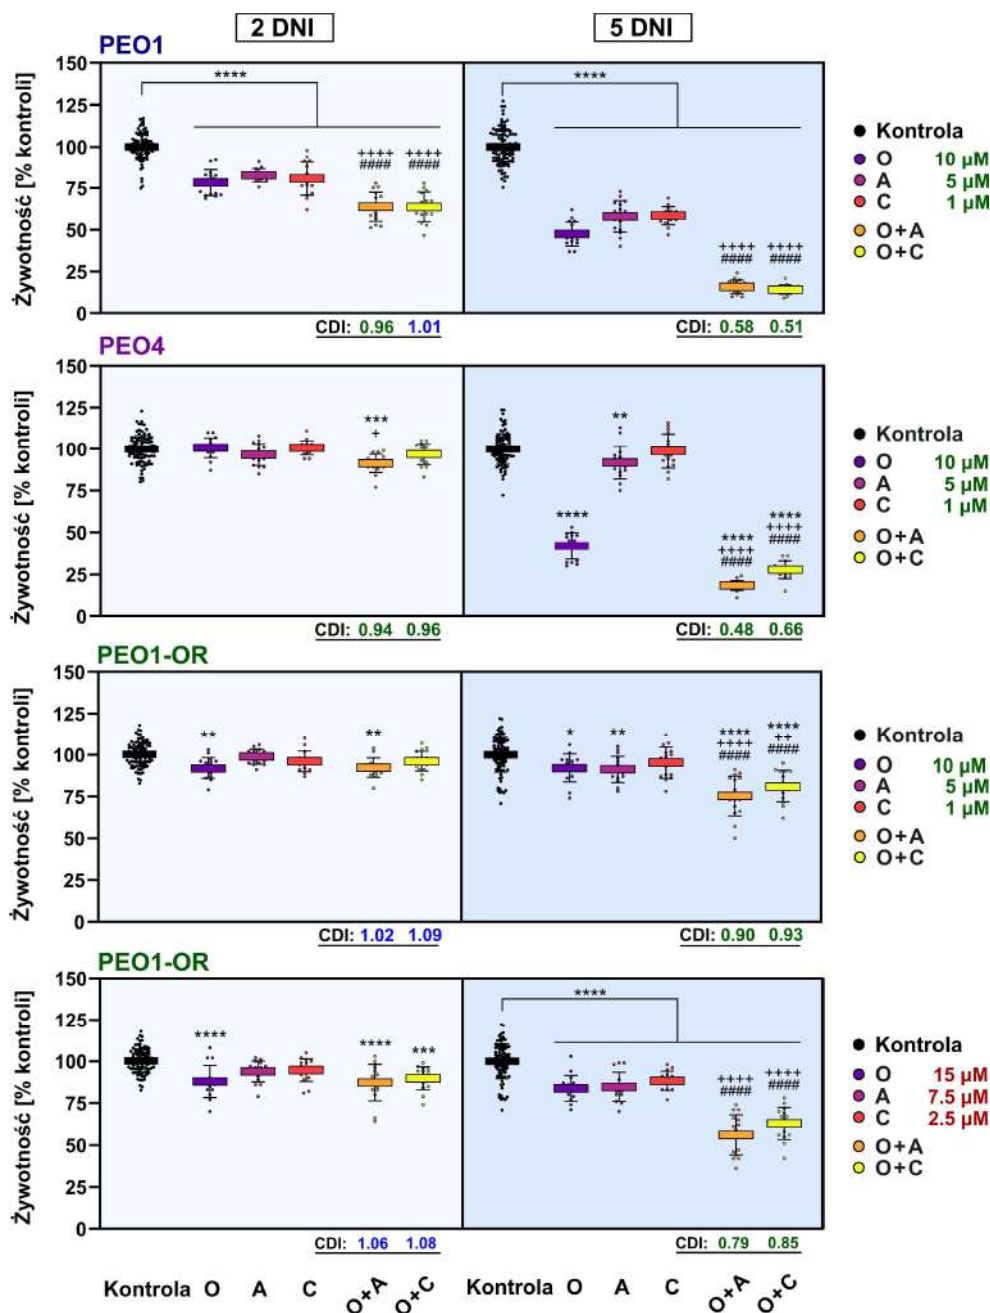 2 DNI
5 DNI
PEO1
Żywotność [% kontroli]
150
125
100
75
50
25
0
****
++++ ++++
#### ####
****
++++ ++++
#### ####
CDI: 0.96 1.01
CDI: 0.58 0.51
Kontrola
O 10 µM
A 5 µM
C 1 µM
O+A
O+C
PEO4
Żywotność [% kontroli]
150
125
100
75
50
25
0
***
+
**
****
****
++++
####
****
++++
####
CDI: 0.94 0.96
CDI: 0.48 0.66
Kontrola
O 10 µM
A 5 µM
C 1 µM
O+A
O+C
PEO1-OR
Żywotność [% kontroli]
150
125
100
75
50
25
0
**
**
*
**
****
++++
####
****
++
####
CDI: 1.02 1.09
CDI: 0.90 0.93
Kontrola
O 10 µM
A 5 µM
C 1 µM
O+A
O+C
PEO1-OR
Żywotność [% kontroli]
150
125
100
75
50
25
0
****
****
***
****
++++ ++++
#### ####
CDI: 1.06 1.08
CDI: 0.79 0.85
Kontrola
O 15 µM
A 7.5 µM
C 2.5 µM
O+A
O+C
Kontrola O A C O+A O+C
Kontrola O A C O+A O+C